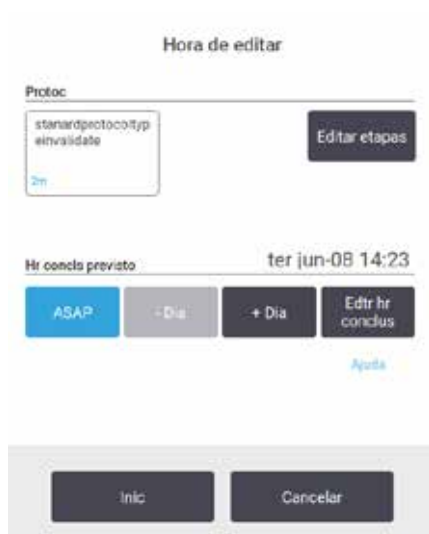 Hora de editar
Protoc
stanardprotocoltyp
einvalidate
2m
Editar etapas
Hr concls previsto
ter jun-08 14:23
ASAP
- Dia
+ Dia
Edtr hr
conclus
Ajuda
Inic
Cancelar